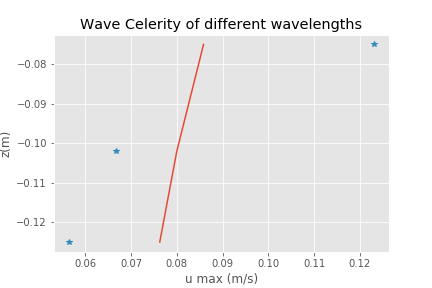 Wave Celerity of different wavelengths
z(m)
−0.08
−0.09
−0.10
−0.11
−0.12
0.06 0.07 0.08 0.09 0.10 0.11 0.12
u max (m/s)